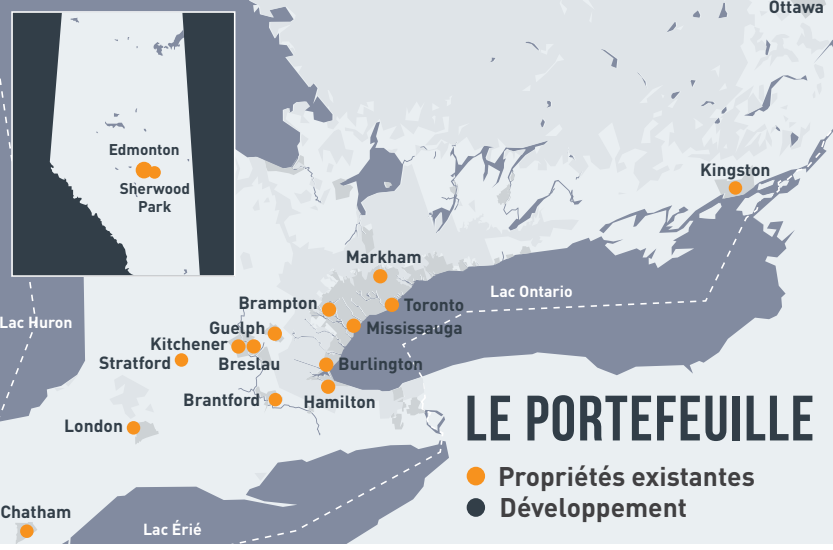 Ottawa
Edmonton
Sherwood
Park
Kingston
Markham
Lac Ontario
Brampton
Toronto
Lac Huron
Guelph
Mississauga
Kitchener
Stratford
Breslau
Burlington
Brantford
Hamilton
London
LE PORTEFEUILLE
Propriétés existantes
Développement
Chatham
Lac Érié